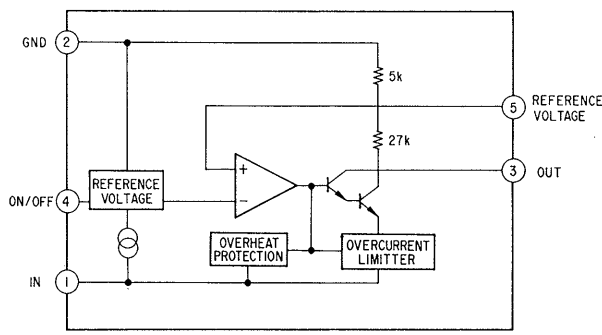 GND 2
5k
5 REFERENCE
VOLTAGE
27k
3 OUT
+
REFERENCE
VOLTAGE
ON/OFF 4
-
OVERHEAT
PROTECTION
OVERCURRENT
LIMITTER
IN 1